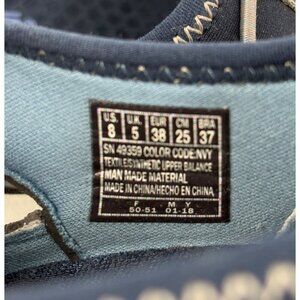 U.S. U.K. EUR CM BRA
8 5 38 25 37
SN 49359 COLOR CODE:NVY
TEXTILE/SYNTHETIC UPPER BALANCE
MAN MADE MATERIAL
MADE IN CHINA/HECHO EN CHINA
F M Y
50-51 01-18